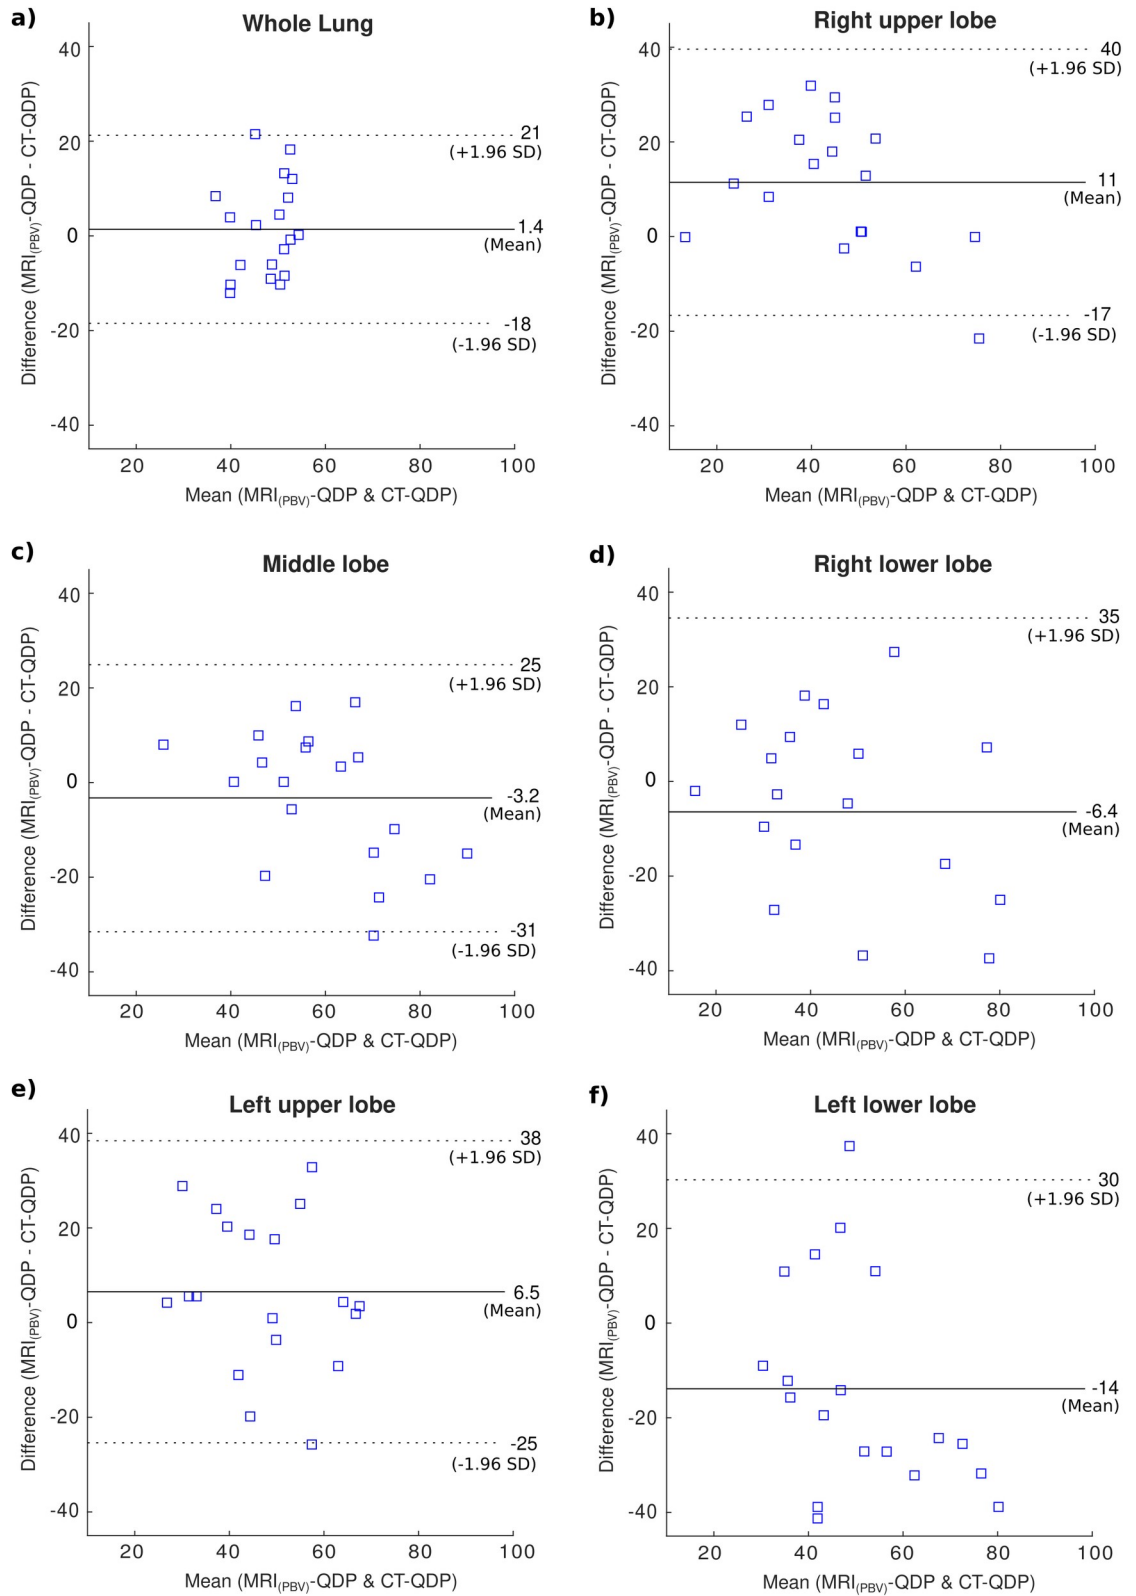 a)
Whole Lung
Difference (MRI(PBV)-QDP - CT-QDP)
40
20
0
-20
-40
21
(+1.96 SD)
1.4
(Mean)
-18
(-1.96 SD)
20 40 60 80 100
Mean (MRI(PBV)-QDP & CT-QDP)
b)
Right upper lobe
Difference (MRI(PBV)-QDP - CT-QDP)
40
20
0
-20
-40
40
(+1.96 SD)
11
(Mean)
-17
(-1.96 SD)
20 40 60 80 100
Mean (MRI(PBV)-QDP & CT-QDP)
c)
Middle lobe
Difference (MRI(PBV)-QDP - CT-QDP)
40
20
0
-20
-40
25
(+1.96 SD)
-3.2
(Mean)
-31
(-1.96 SD)
20 40 60 80 100
Mean (MRI(PBV)-QDP & CT-QDP)
d)
Right lower lobe
Difference (MRI(PBV)-QDP - CT-QDP)
40
20
0
-20
-40
35
(+1.96 SD)
-6.4
(Mean)
20 40 60 80 100
Mean (MRI(PBV)-QDP & CT-QDP)
e)
Left upper lobe
Difference (MRI(PBV)-QDP - CT-QDP)
40
20
0
-20
-40
38
(+1.96 SD)
6.5
(Mean)
-25
(-1.96 SD)
20 40 60 80 100
Mean (MRI(PBV)-QDP & CT-QDP)
f)
Left lower lobe
Difference (MRI(PBV)-QDP - CT-QDP)
40
20
0
-20
-40
30
(+1.96 SD)
-14
(Mean)
20 40 60 80 100
Mean (MRI(PBV)-QDP & CT-QDP)